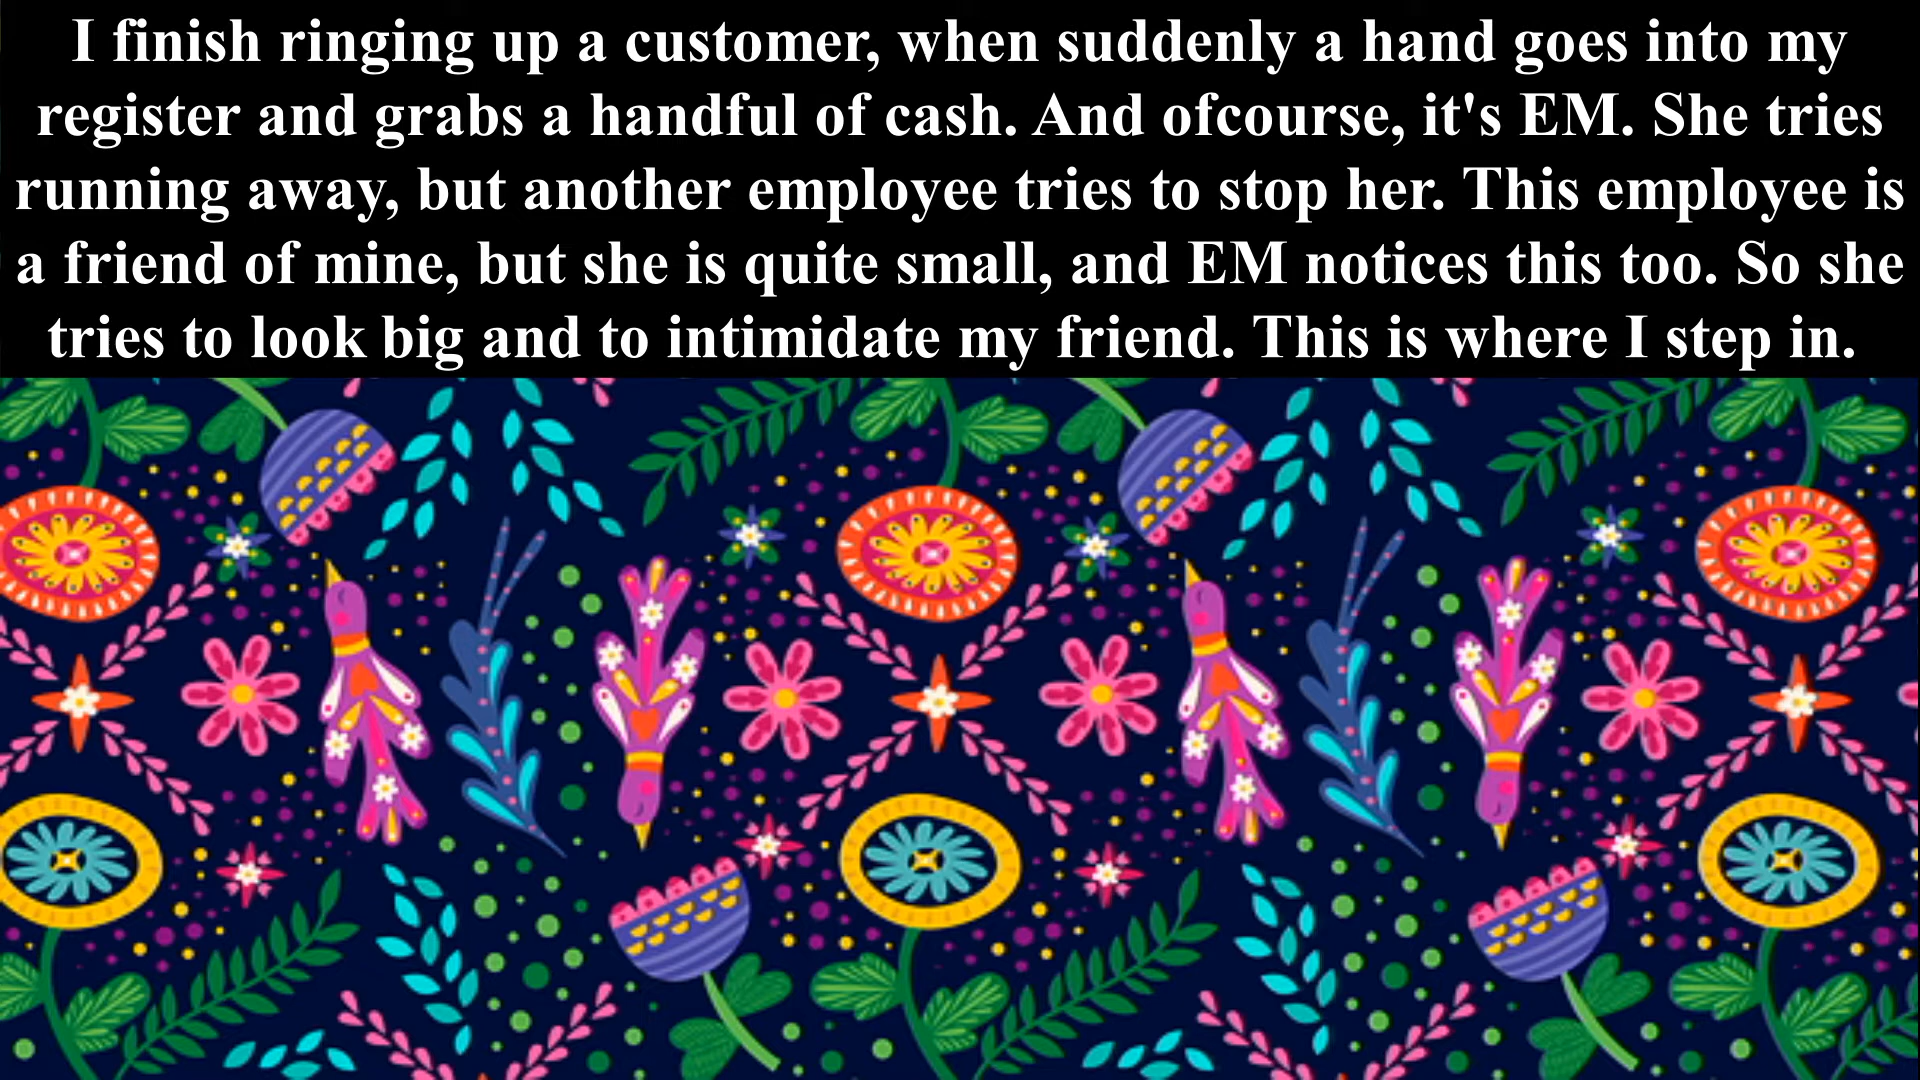 I finish ringing up a customer, when suddenly a hand goes into my
register and grabs a handful of cash. And ofcourse, it's EM. She tries
running away, but another employee tries to stop her. This employee is
a friend of mine, but she is quite small, and EM notices this too. So she
tries to look big and to intimidate my friend. This is where I step in.